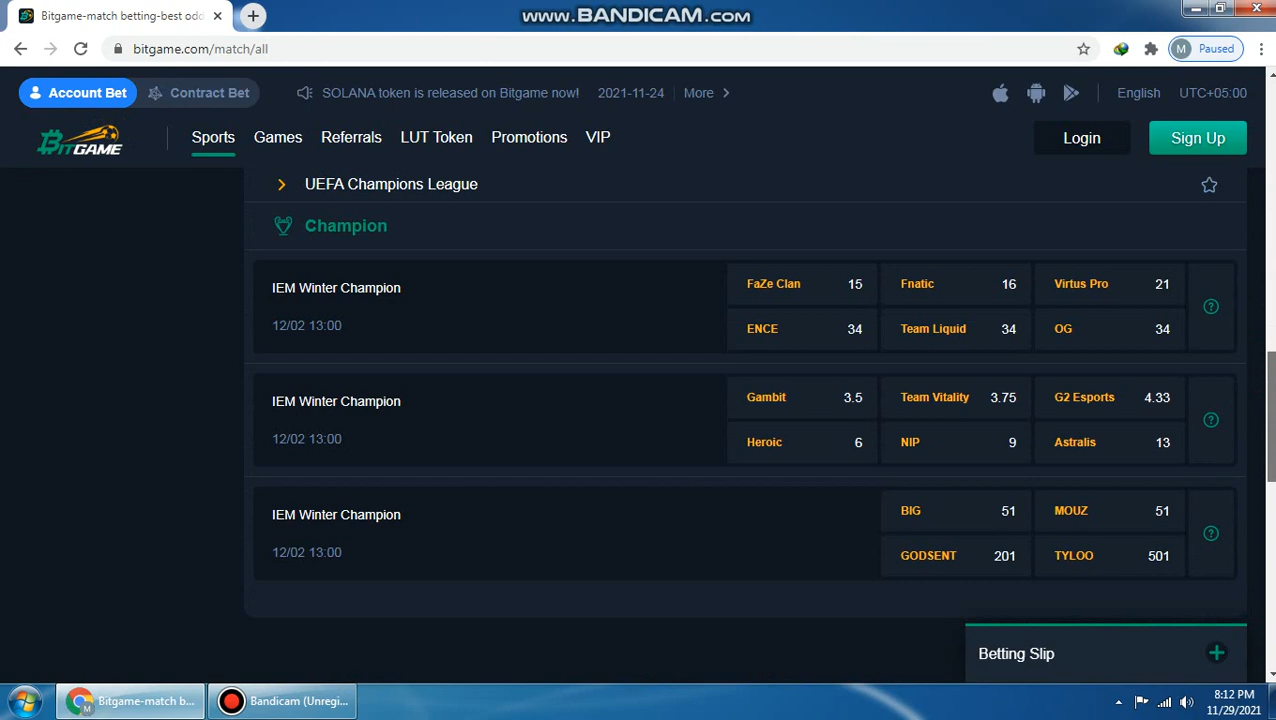 Bitgame-match betting-best odd
www.BANDICAM.com
bitgame.com/match/all
M Paused
Account Bet
Contract Bet
SOLANA token is released on Bitgame now! 2021-11-24 More
English
UTC+05:00
BITGAME
Sports Games Referrals LUT Token Promotions VIP
Login
Sign Up
UEFA Champions League
Champion
IEM Winter Champion
12/02 13:00
FaZe Clan 15 Fnatic 16 Virtus Pro 21
ENCE 34 Team Liquid 34 OG 34
IEM Winter Champion
12/02 13:00
Gambit 3.5 Team Vitality 3.75 G2 Esports 4.33
Heroic 6 NIP 9 Astralis 13
IEM Winter Champion
12/02 13:00
BIG 51 MOUZ 51
GODSENT 201 TYLOO 501
Betting Slip
Bitgame-match b...
Bandicam (Unregi...
8:12 PM
11/29/2021